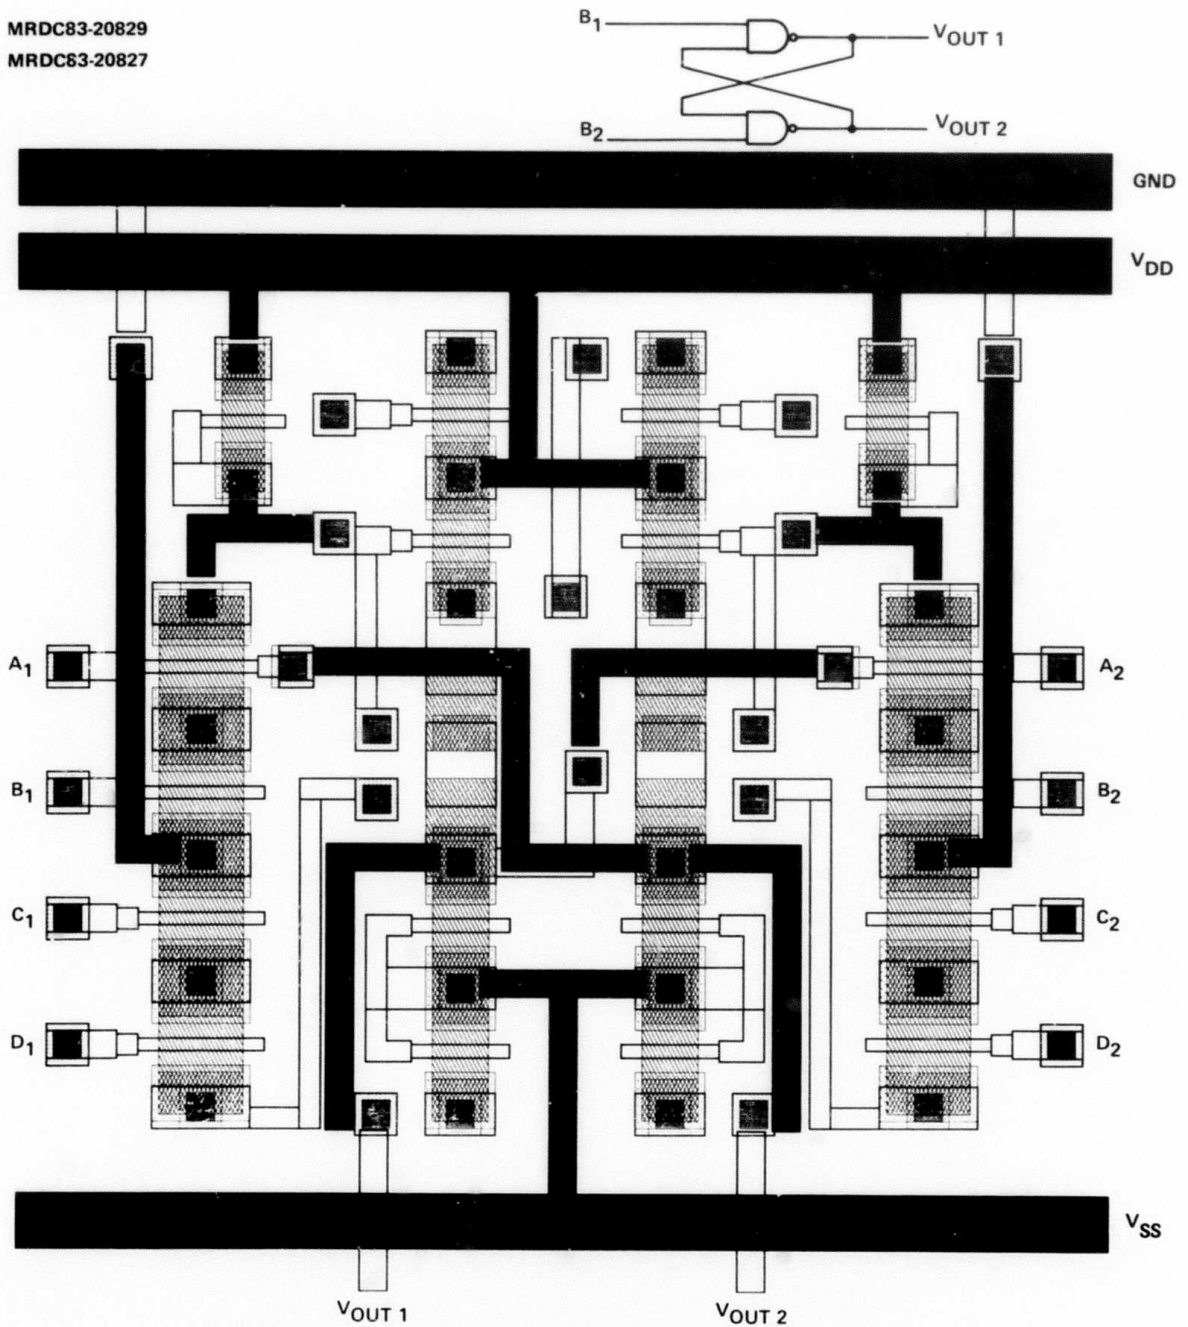 MRDC83-20829
MRDC83-20827
B1
VOUT 1
B2
VOUT 2
GND
VDD
A1
A2
B1
B2
C1
C2
D1
D2
VSS
VOUT 1
VOUT 2